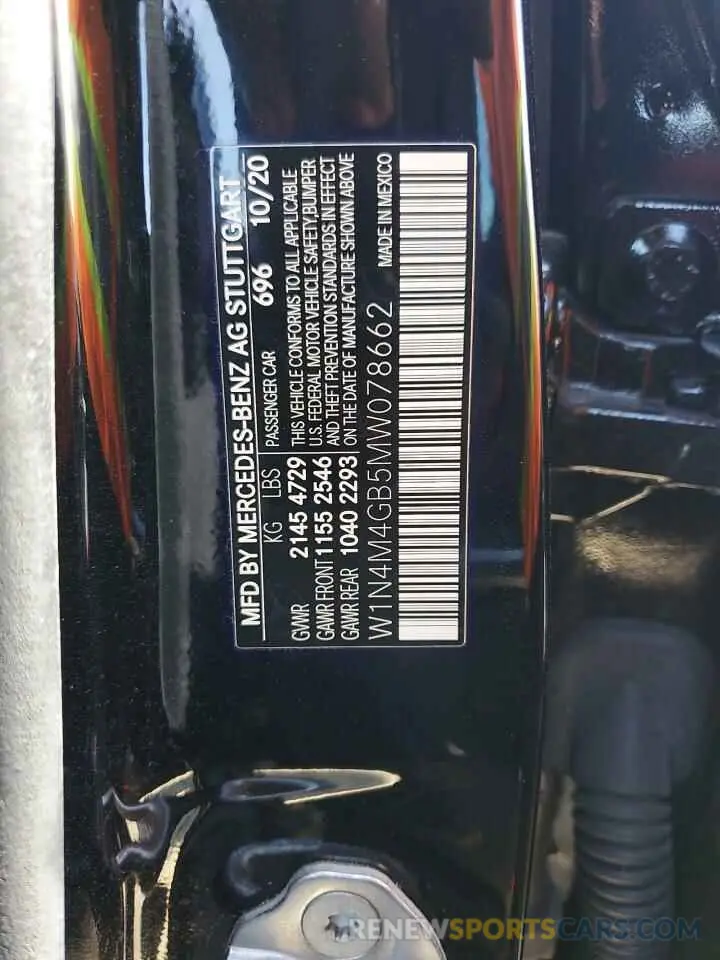 MFD BY MERCEDES-BENZ AG STUTTGART
KG LBS PASSENGER CAR 696 10/20
GVWR 2145 4729 THIS VEHICLE CONFORMS TO ALL APPLICABLE
GAWR FRONT 1155 2546 U.S. FEDERAL MOTOR VEHICLE SAFETY,BUMPER
GAWR REAR 1040 2293 AND THEFT PREVENTION STANDARDS IN EFFECT
ON THE DATE OF MANUFACTURE SHOWN ABOVE
W1N4M4GB5MW078662 MADE IN MEXICO
RENEWSPORTSCARS.COM